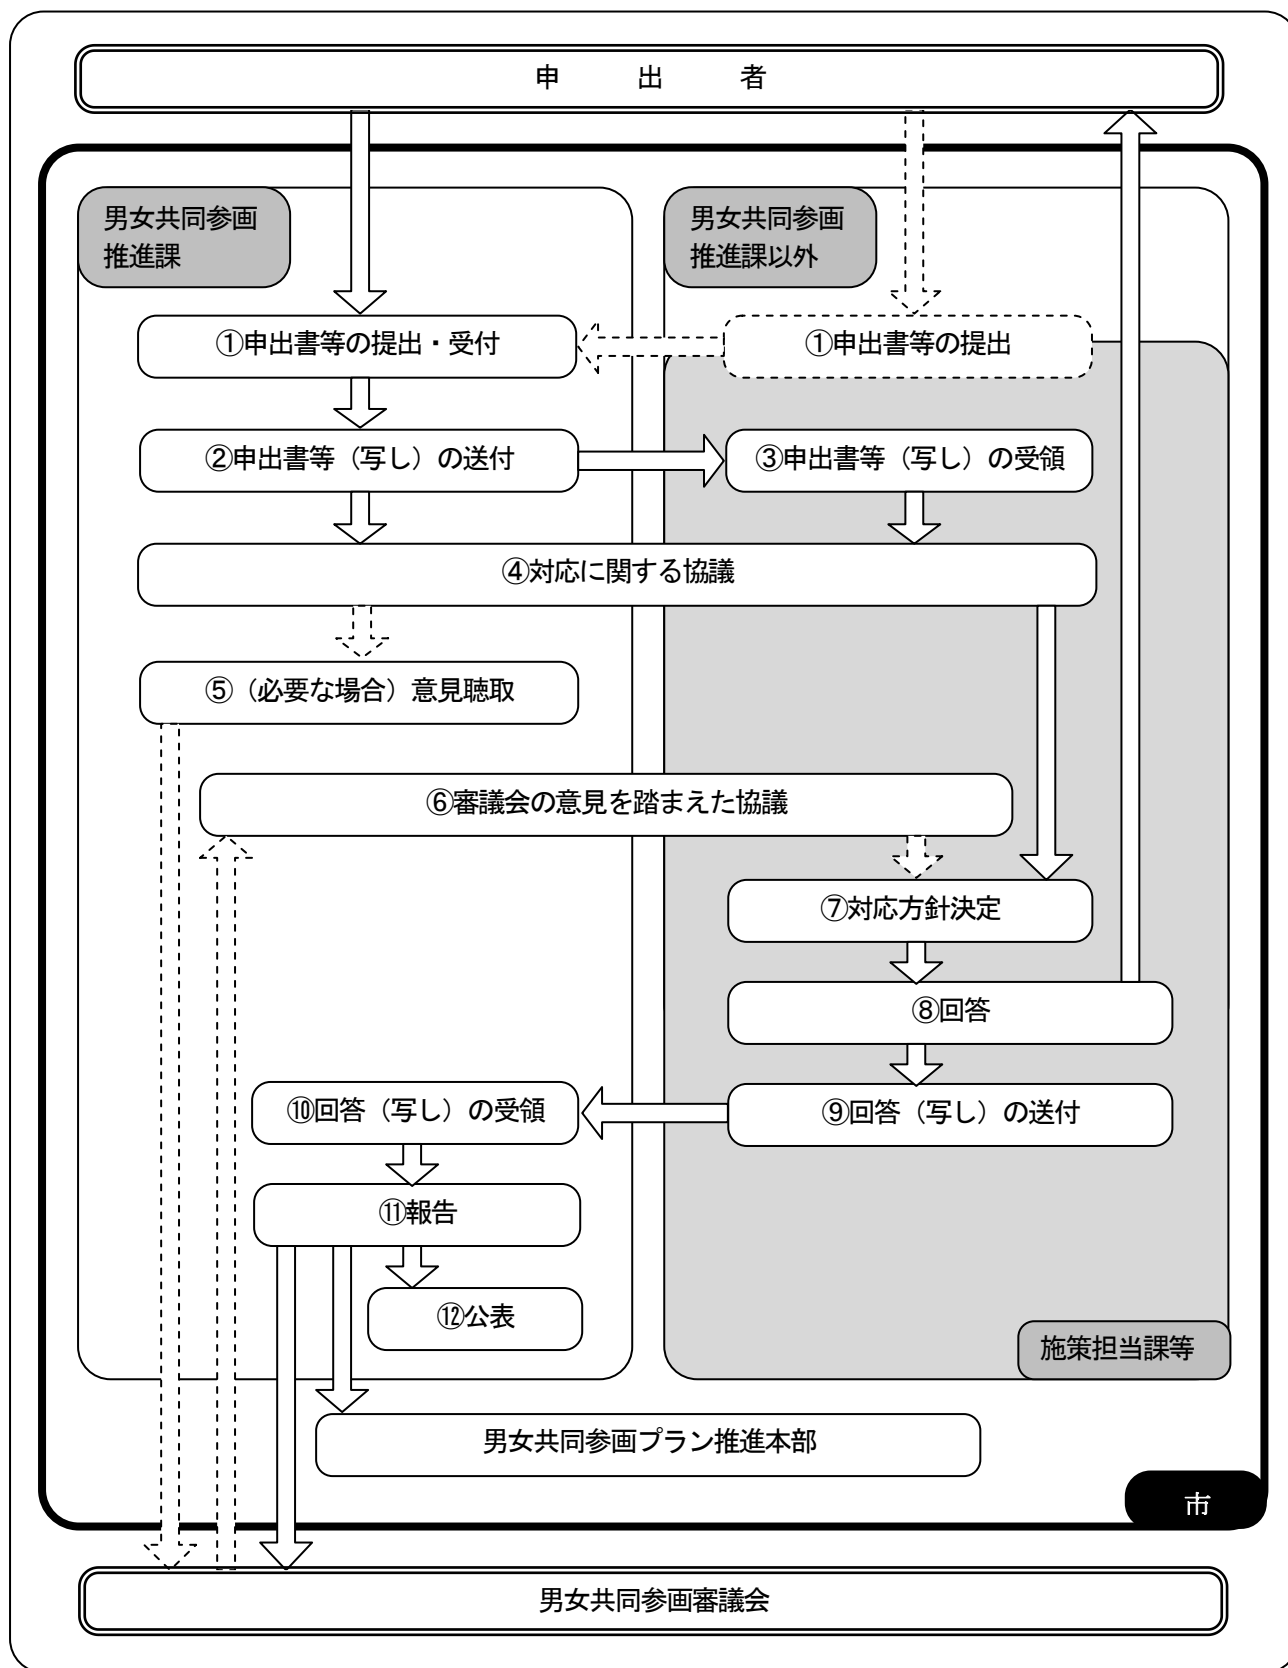 申　出　者
男女共同参画
推進課
男女共同参画
推進課以外
①申出書等の提出・受付
①申出書等の提出
②申出書等（写し）の送付
③申出書等（写し）の受領
④対応に関する協議
⑤（必要な場合）意見聴取
⑥審議会の意見を踏まえた協議
⑦対応方針決定
⑧回答
⑩回答（写し）の受領
⑨回答（写し）の送付
⑪報告
⑫公表
施策担当課等
男女共同参画プラン推進本部
市
男女共同参画審議会